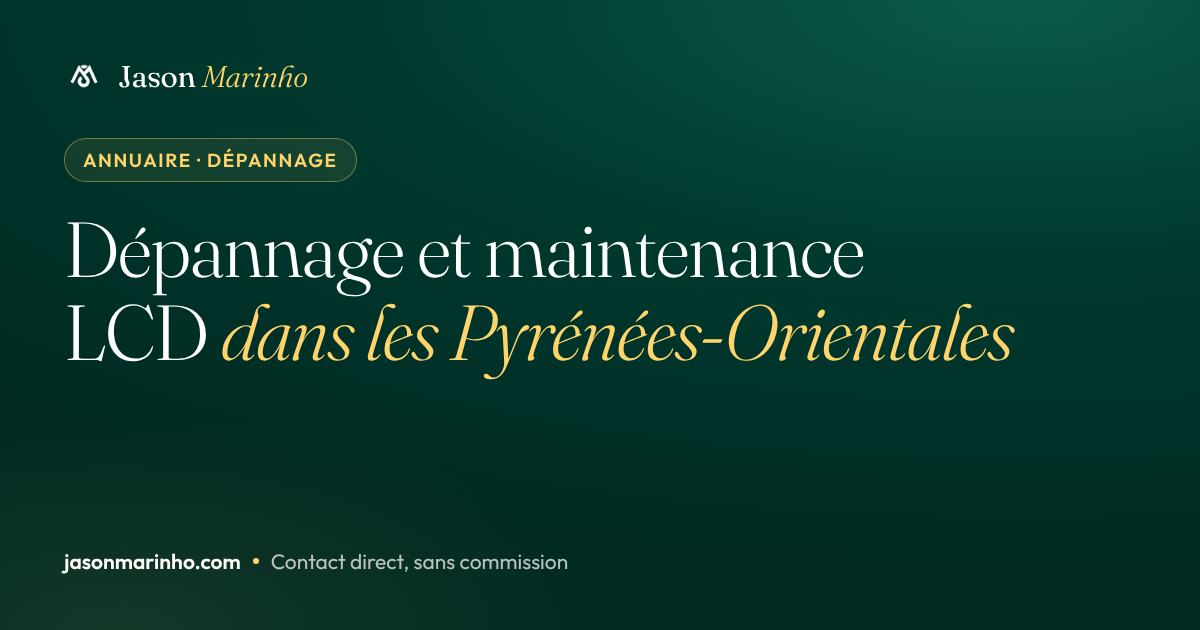 Jason Marinho
ANNUAIRE · DÉPANNAGE
Dépannage et maintenance
LCD dans les Pyrénées-Orientales
jasonmarinho.com • Contact direct, sans commission